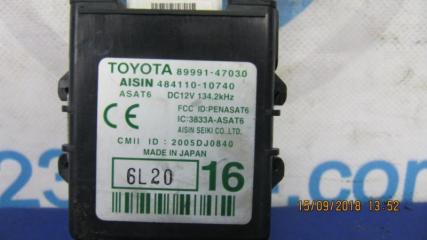 TOYOTA 89991-47030
AISIN 484110-10740
ASAT6 DC12V 134.2kHz
FCC ID:PENASAT6
IC:3833A-ASAT6
AISIN SEIKI CO.,LTD.
CMII ID : 2005DJ0840
MADE IN JAPAN
6L20 16
15/09/2018 13:52